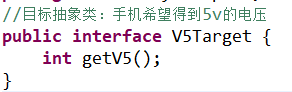 //目标抽象类：手机希望得到5v的电压
public interface V5Target {
    int getV5();
}